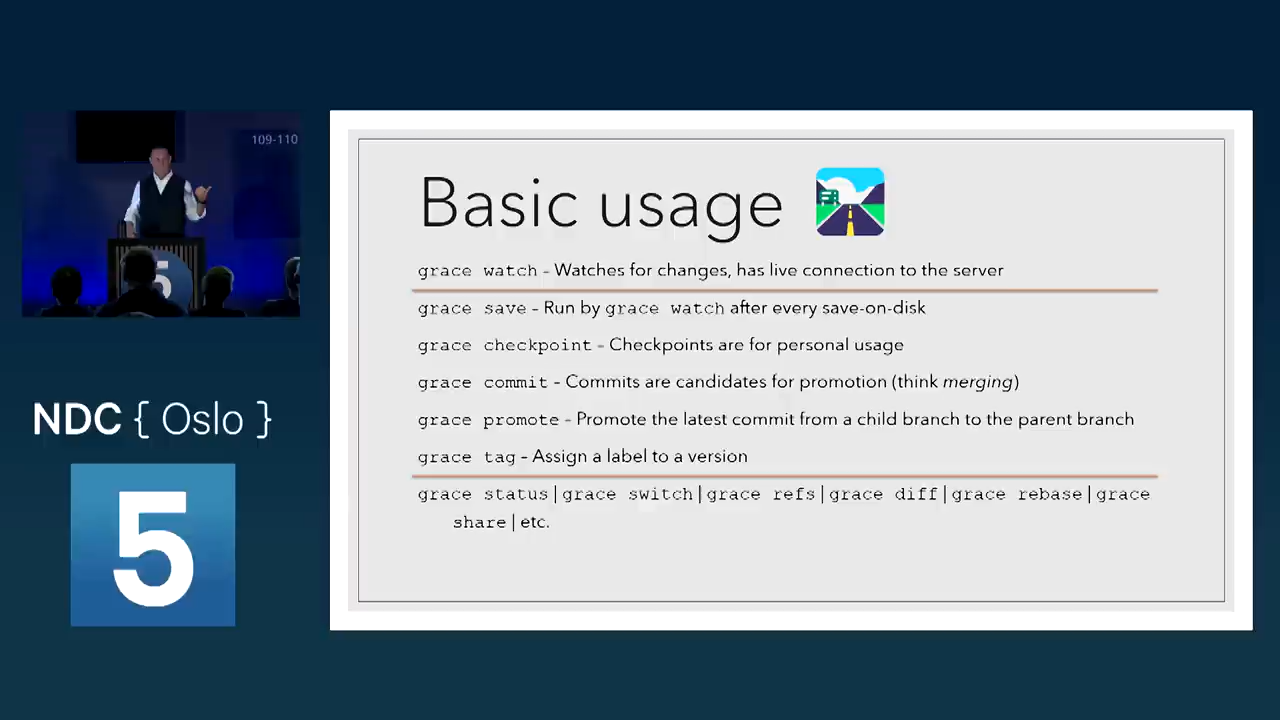 109-110
5
NDC { Oslo }
5
Basic usage
grace watch – Watches for changes, has live connection to the server
grace save – Run by grace watch after every save-on-disk
grace checkpoint – Checkpoints are for personal usage
grace commit – Commits are candidates for promotion (think merging)
grace promote – Promote the latest commit from a child branch to the parent branch
grace tag – Assign a label to a version
grace status | grace switch | grace refs | grace diff | grace rebase | grace
share | etc.